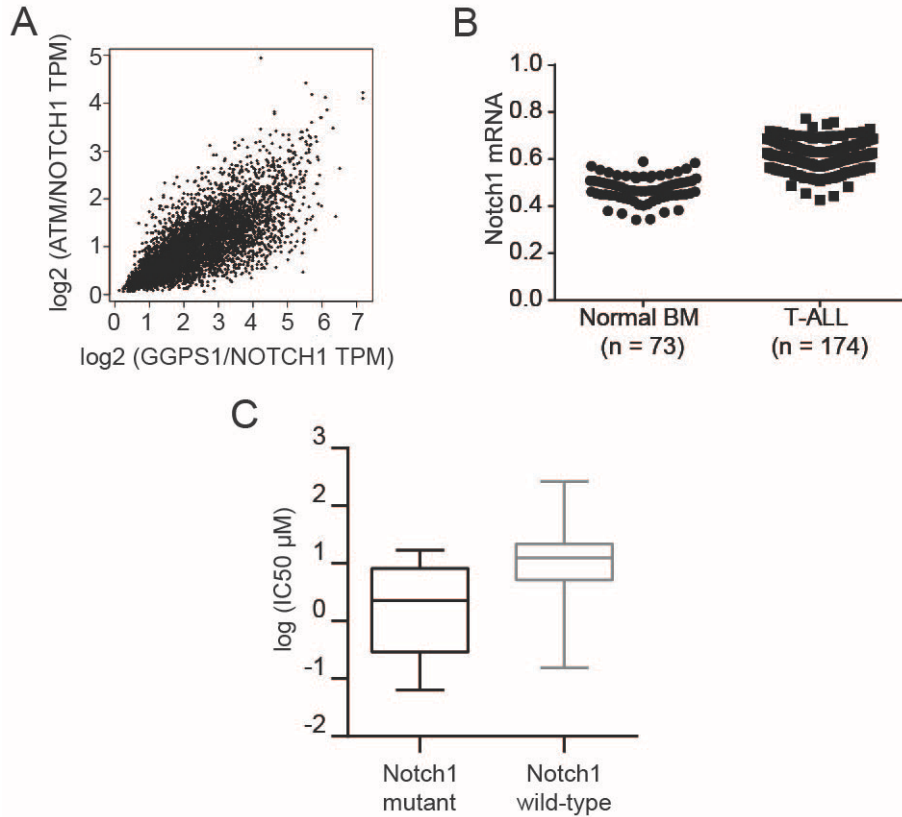 A
log2 (ATM/NOTCH1 TPM)
5
4
3
2
1
0
0 1 2 3 4 5 6 7
log2 (GGPS1/NOTCH1 TPM)
B
Notch1 mRNA
1.0
0.8
0.6
0.4
0.2
0.0
Normal BM T-ALL
(n = 73) (n = 174)
C
log (IC50 µM)
3
2
1
0
-1
-2
Notch1 Notch1
mutant wild-type